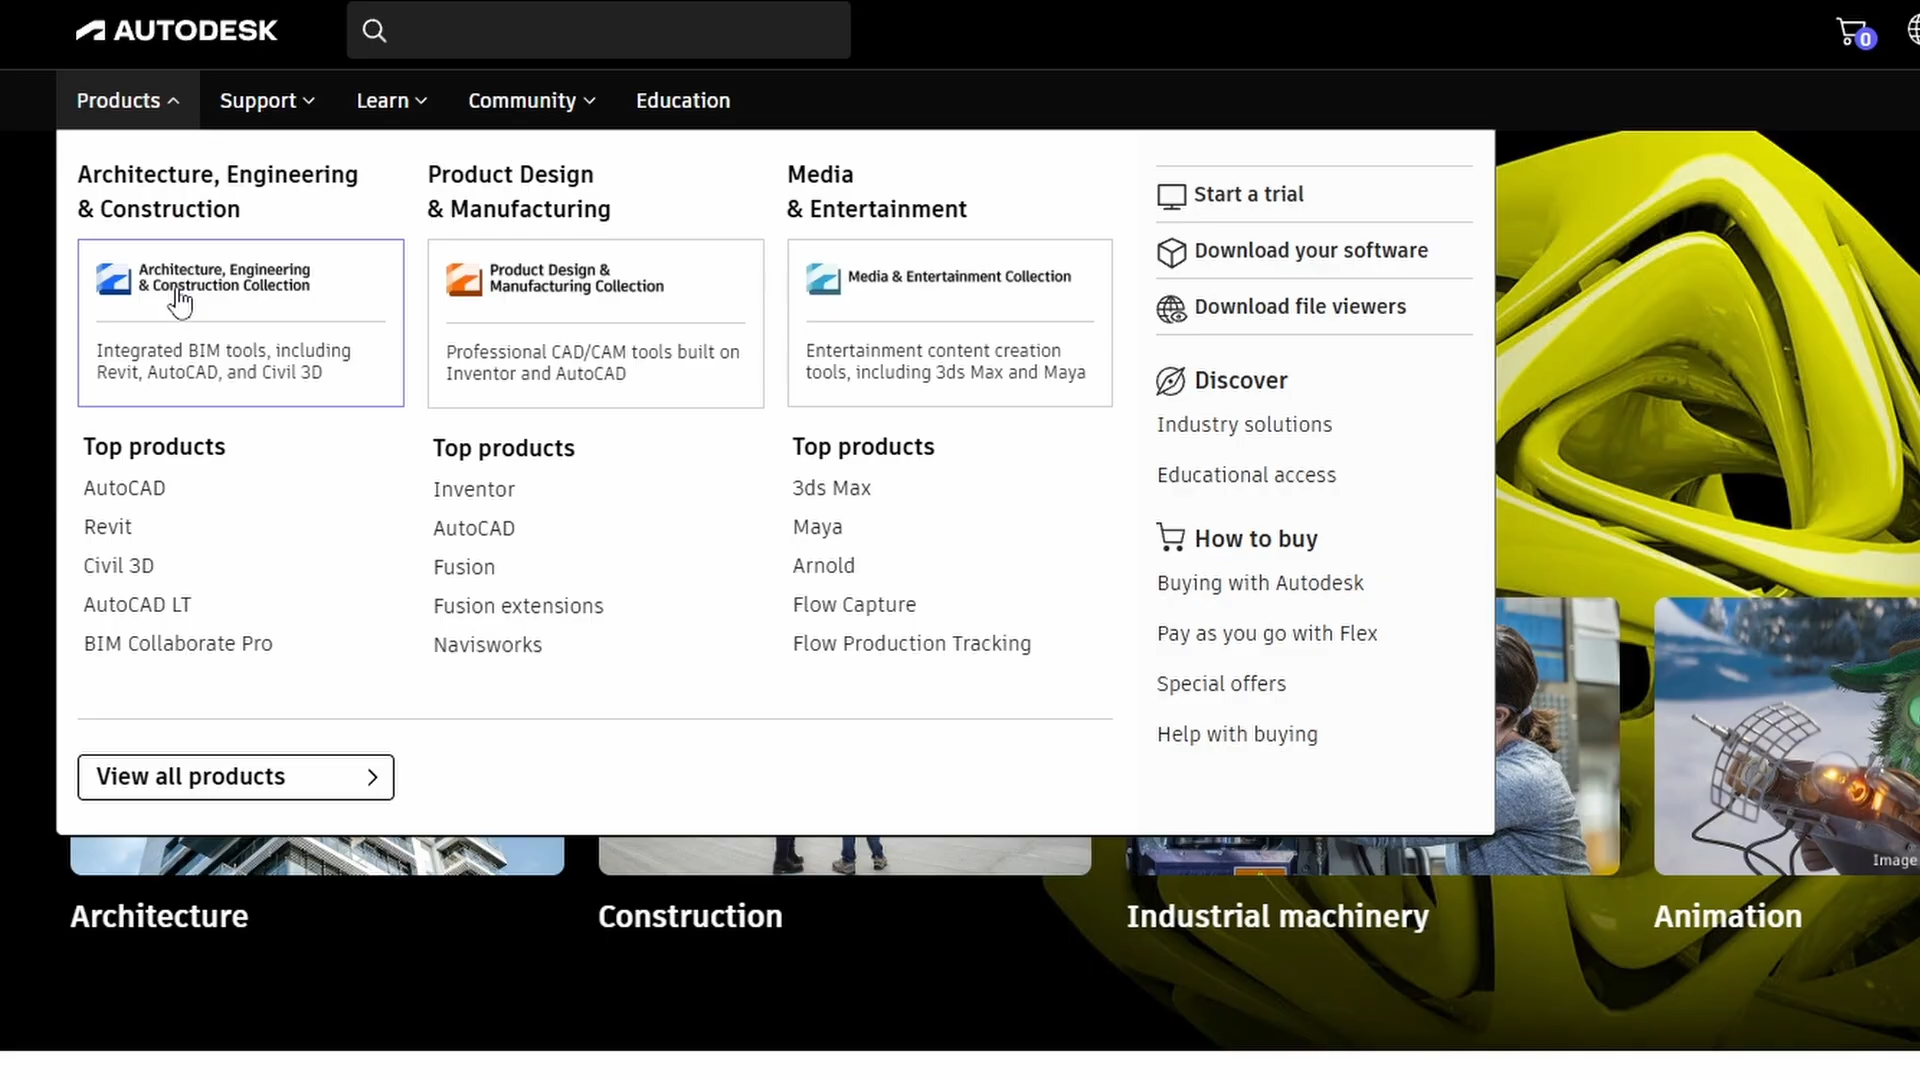 AUTODESK
0
Products
Support
Learn
Community
Education
Architecture, Engineering
& Construction
Architecture, Engineering
& Construction Collection
Integrated BIM tools, including
Revit, AutoCAD, and Civil 3D
Top products
AutoCAD
Revit
Civil 3D
AutoCAD LT
BIM Collaborate Pro
Product Design
& Manufacturing
Product Design &
Manufacturing Collection
Professional CAD/CAM tools built on
Inventor and AutoCAD
Top products
Inventor
AutoCAD
Fusion
Fusion extensions
Navisworks
Media
& Entertainment
Media & Entertainment Collection
Entertainment content creation
tools, including 3ds Max and Maya
Top products
3ds Max
Maya
Arnold
Flow Capture
Flow Production Tracking
View all products
Start a trial
Download your software
Download file viewers
Discover
Industry solutions
Educational access
How to buy
Buying with Autodesk
Pay as you go with Flex
Special offers
Help with buying
Image
Architecture
Construction
Industrial machinery
Animation